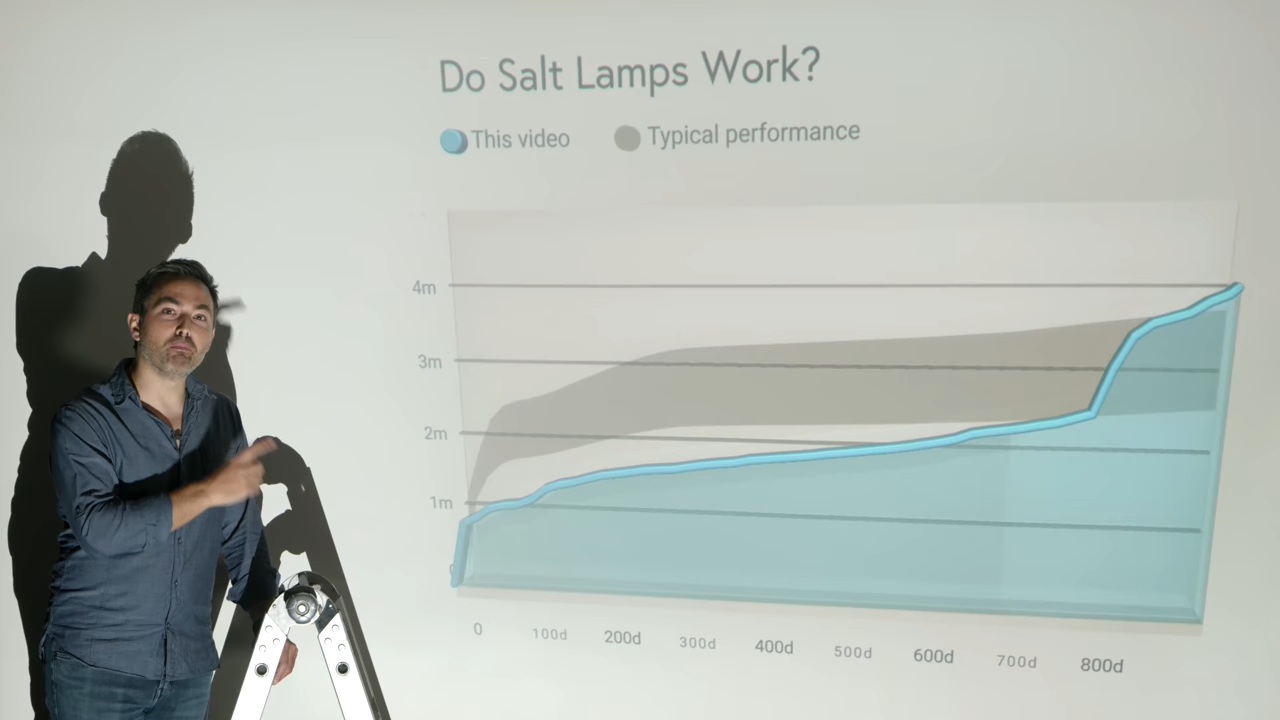 Do Salt Lamps Work?
This video Typical performance
4m
3m
2m
1m
0 100d 200d 300d 400d 500d 600d 700d 800d